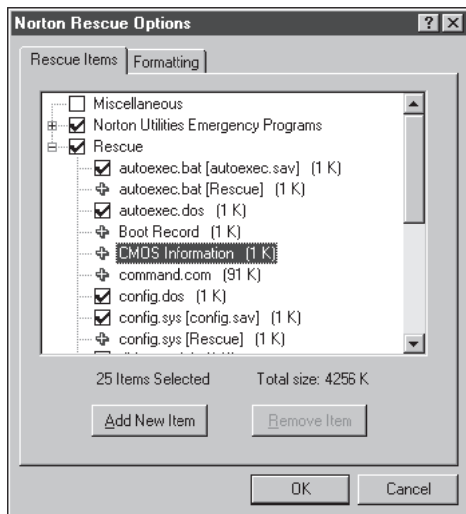 Norton Rescue Options
Rescue Items Formatting
Miscellaneous
Norton Utilities Emergency Programs
Rescue
autoexec.bat [autoexec.sav] (1 K)
autoexec.bat [Rescue] (1 K)
autoexec.dos (1 K)
Boot Record (1 K)
CMOS Information (1 K)
command.com (91 K)
config.dos (1 K)
config.sys [config.sav] (1 K)
config.sys [Rescue] (1 K)
25 Items Selected Total size: 4256 K
Add New Item Remove Item
OK Cancel